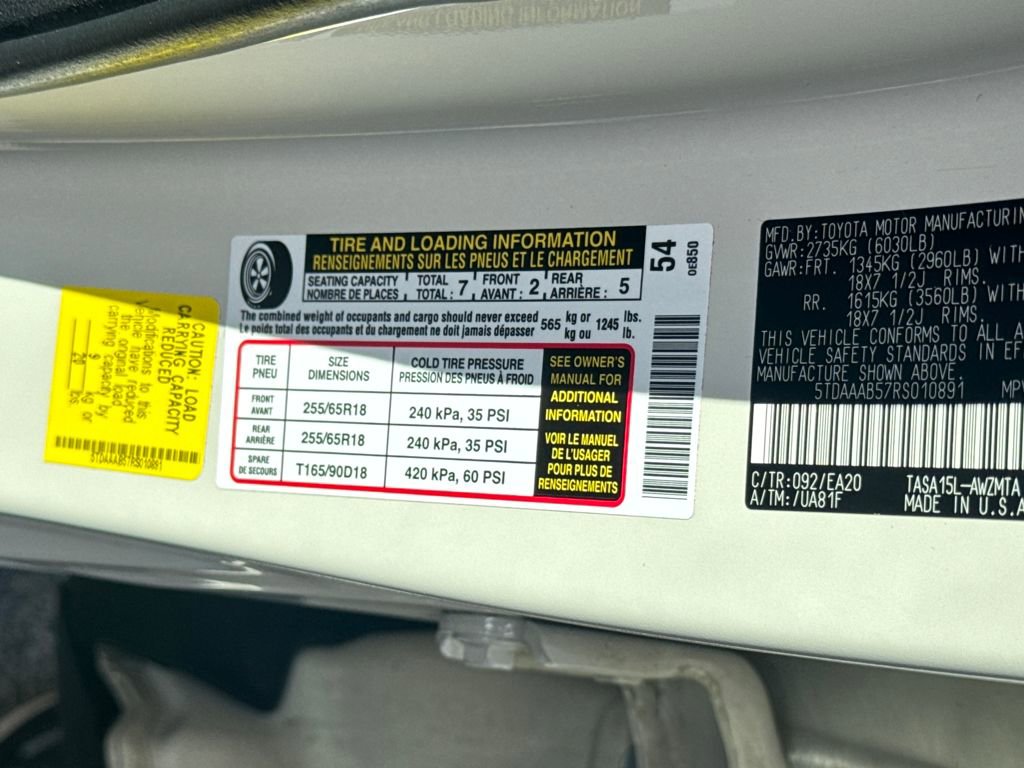 CAUTION: LOAD
CARRYING CAPACITY
REDUCED
Modifications to this
vehicle have reduced
the original load
carrying capacity by
9 kg or
20 lbs.
5TDAAAB57RS010891
TIRE AND LOADING INFORMATION
RENSEIGNEMENTS SUR LES PNEUS ET LE CHARGEMENT
SEATING CAPACITY TOTAL 7 FRONT 2 REAR 5
NOMBRE DE PLACES TOTAL : AVANT : ARRIÈRE :
The combined weight of occupants and cargo should never exceed 565 kg or 1245 lbs.
Le poids total des occupants et du chargement ne doit jamais dépasser kg ou lb.
TIRE SIZE COLD TIRE PRESSURE
PNEU DIMENSIONS PRESSION DES PNEUS À FROID
FRONT
AVANT 255/65R18 240 kPa, 35 PSI
REAR
ARRIÈRE 255/65R18 240 kPa, 35 PSI
SPARE
DE SECOURS T165/90D18 420 kPa, 60 PSI
SEE OWNER'S
MANUAL FOR
ADDITIONAL
INFORMATION
VOIR LE MANUEL
DE L'USAGER
POUR PLUS DE
RENSEIGNEMENTS
54
0E850
MFD.BY:TOYOTA MOTOR MANUFACTURIN
GVWR:2735KG (6030LB)
GAWR:FRT. 1345KG (2960LB) WITH
18X7 1/2J RIMS.
RR. 1615KG (3560LB) WITH
18X7 1/2J RIMS.
THIS VEHICLE CONFORMS TO ALL A
VEHICLE SAFETY STANDARDS IN EF
MANUFACTURE SHOWN ABOVE.
5TDAAAB57RS010891 MPV
C/TR:092/EA20 TASA15L-AWZMTA
A/TM:/UA81F MADE IN U.S.A